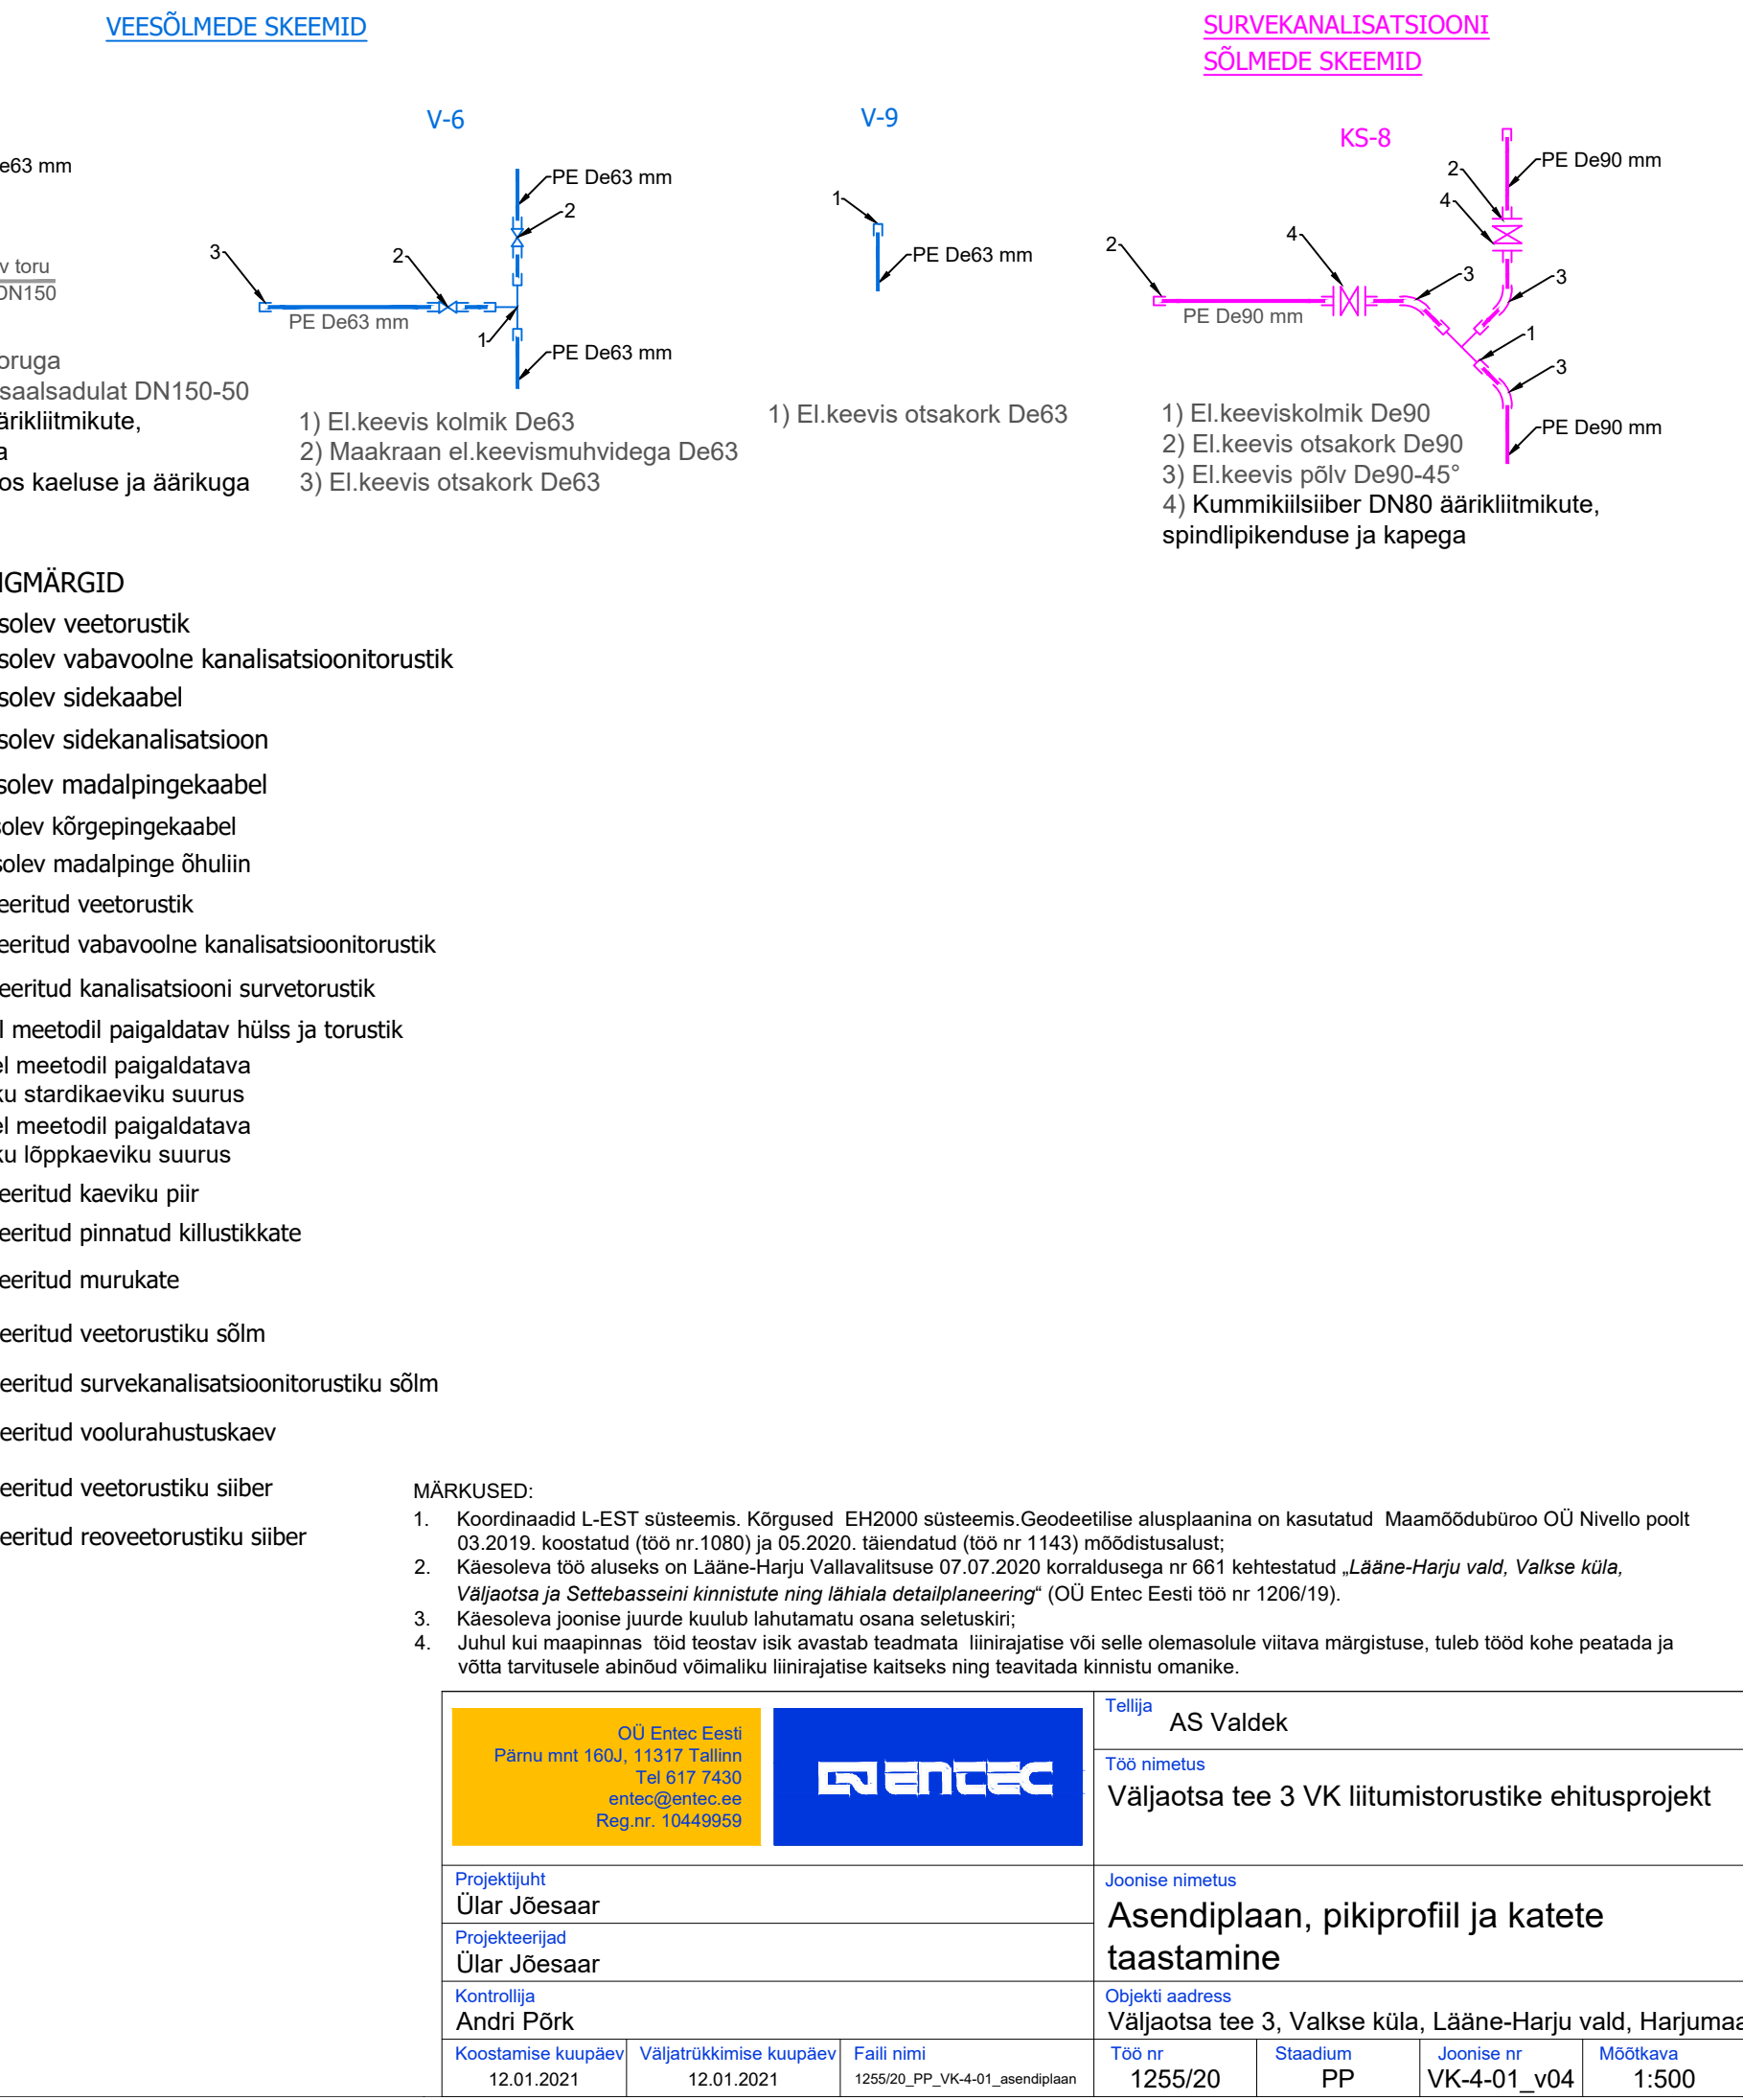 VEESÕLMEDE SKEEMID
SURVEKANALISATSIOONI
SÕLMEDE SKEEMID
e63 mm
v toru
DN150
oruga
saalsadulat DN150-50
ärikliitmikute,
a
os kaeluse ja äärikuga
V-6
PE De63 mm
2
3
2
PE De63 mm
1
PE De63 mm
1) El.keevis kolmik De63
2) Maakraan el.keevismuhvidega De63
3) El.keevis otsakork De63
V-9
1
PE De63 mm
1) El.keevis otsakork De63
KS-8
2
PE De90 mm
4
2
4
3
3
PE De90 mm
1
3
PE De90 mm
1) El.keeviskolmik De90
2) El.keevis otsakork De90
3) El.keevis põlv De90-45°
4) Kummikiilsiiber DN80 äärikliitmikute,
spindlipikenduse ja kapega
NGMÄRGID
solev veetorustik
solev vabavoolne kanalisatsioonitorustik
solev sidekaabel
solev sidekanalisatsioon
solev madalpingekaabel
solev kõrgepingekaabel
solev madalpinge õhuliin
eeritud veetorustik
eeritud vabavoolne kanalisatsioonitorustik
eeritud kanalisatsiooni survetorustik
l meetodil paigaldatav hülss ja torustik
el meetodil paigaldatava
ku stardikaeviku suurus
el meetodil paigaldatava
ku lõppkaeviku suurus
eeritud kaeviku piir
eeritud pinnatud killustikkate
eeritud murukate
eeritud veetorustiku sõlm
eeritud survekanalisatsioonitorustiku sõlm
eeritud voolurahustuskaev
eeritud veetorustiku siiber
eeritud reoveetorustiku siiber
MÄRKUSED:
1. Koordinaadid L-EST süsteemis. Kõrgused EH2000 süsteemis.Geodeetilise alusplaanina on kasutatud Maamõõdubüroo OÜ Nivello poolt
03.2019. koostatud (töö nr.1080) ja 05.2020. täiendatud (töö nr 1143) mõõdistusalust;
2. Käesoleva töö aluseks on Lääne-Harju Vallavalitsuse 07.07.2020 korraldusega nr 661 kehtestatud „Lääne-Harju vald, Valkse küla,
Väljaotsa ja Settebasseini kinnistute ning lähiala detailplaneering“ (OÜ Entec Eesti töö nr 1206/19).
3. Käesoleva joonise juurde kuulub lahutamatu osana seletuskiri;
4. Juhul kui maapinnas töid teostav isik avastab teadmata liinirajatise või selle olemasolule viitava märgistuse, tuleb tööd kohe peatada ja
võtta tarvitusele abinõud võimaliku liinirajatise kaitseks ning teavitada kinnistu omanike.
OÜ Entec Eesti
Pärnu mnt 160J, 11317 Tallinn
Tel 617 7430
entec@entec.ee
Reg.nr. 10449959
ENTEC
Tellija
AS Valdek
Töö nimetus
Väljaotsa tee 3 VK liitumistorustike ehitusprojekt
Projektijuht
Ülar Jõesaar
Projekteerijad
Ülar Jõesaar
Kontrollija
Andri Põrk
Joonise nimetus
Asendiplaan, pikiprofiil ja katete
taastamine
Objekti aadress
Väljaotsa tee 3, Valkse küla, Lääne-Harju vald, Harjumaa
Koostamise kuupäev
12.01.2021
Väljatrükkimise kuupäev
12.01.2021
Faili nimi
1255/20_PP_VK-4-01_asendiplaan
Töö nr
1255/20
Staadium
PP
Joonise nr
VK-4-01_v04
Mõõtkava
1:500